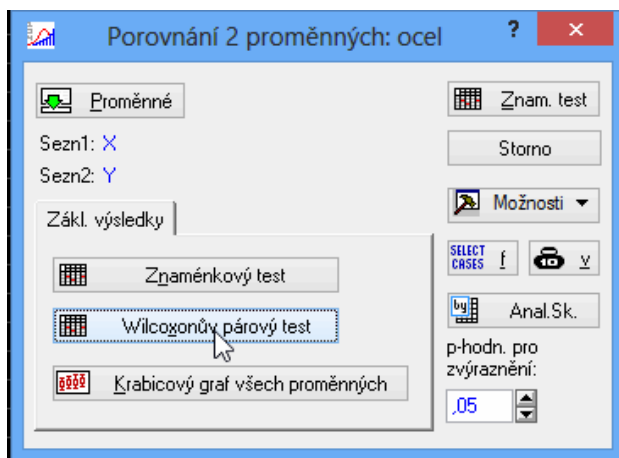 Porovnání 2 proměnných: ocel ? ×
Proměnné
Sezn1: X
Sezn2: Y
Zákl. výsledky
Znaménkový test
Wilcoxonův párový test
Krabicový graf všech proměnných
Znam. test
Storno
Možnosti
SELECT CASES f
v
by Anal.Sk.
p-hodn. pro
zvýraznění:
,05